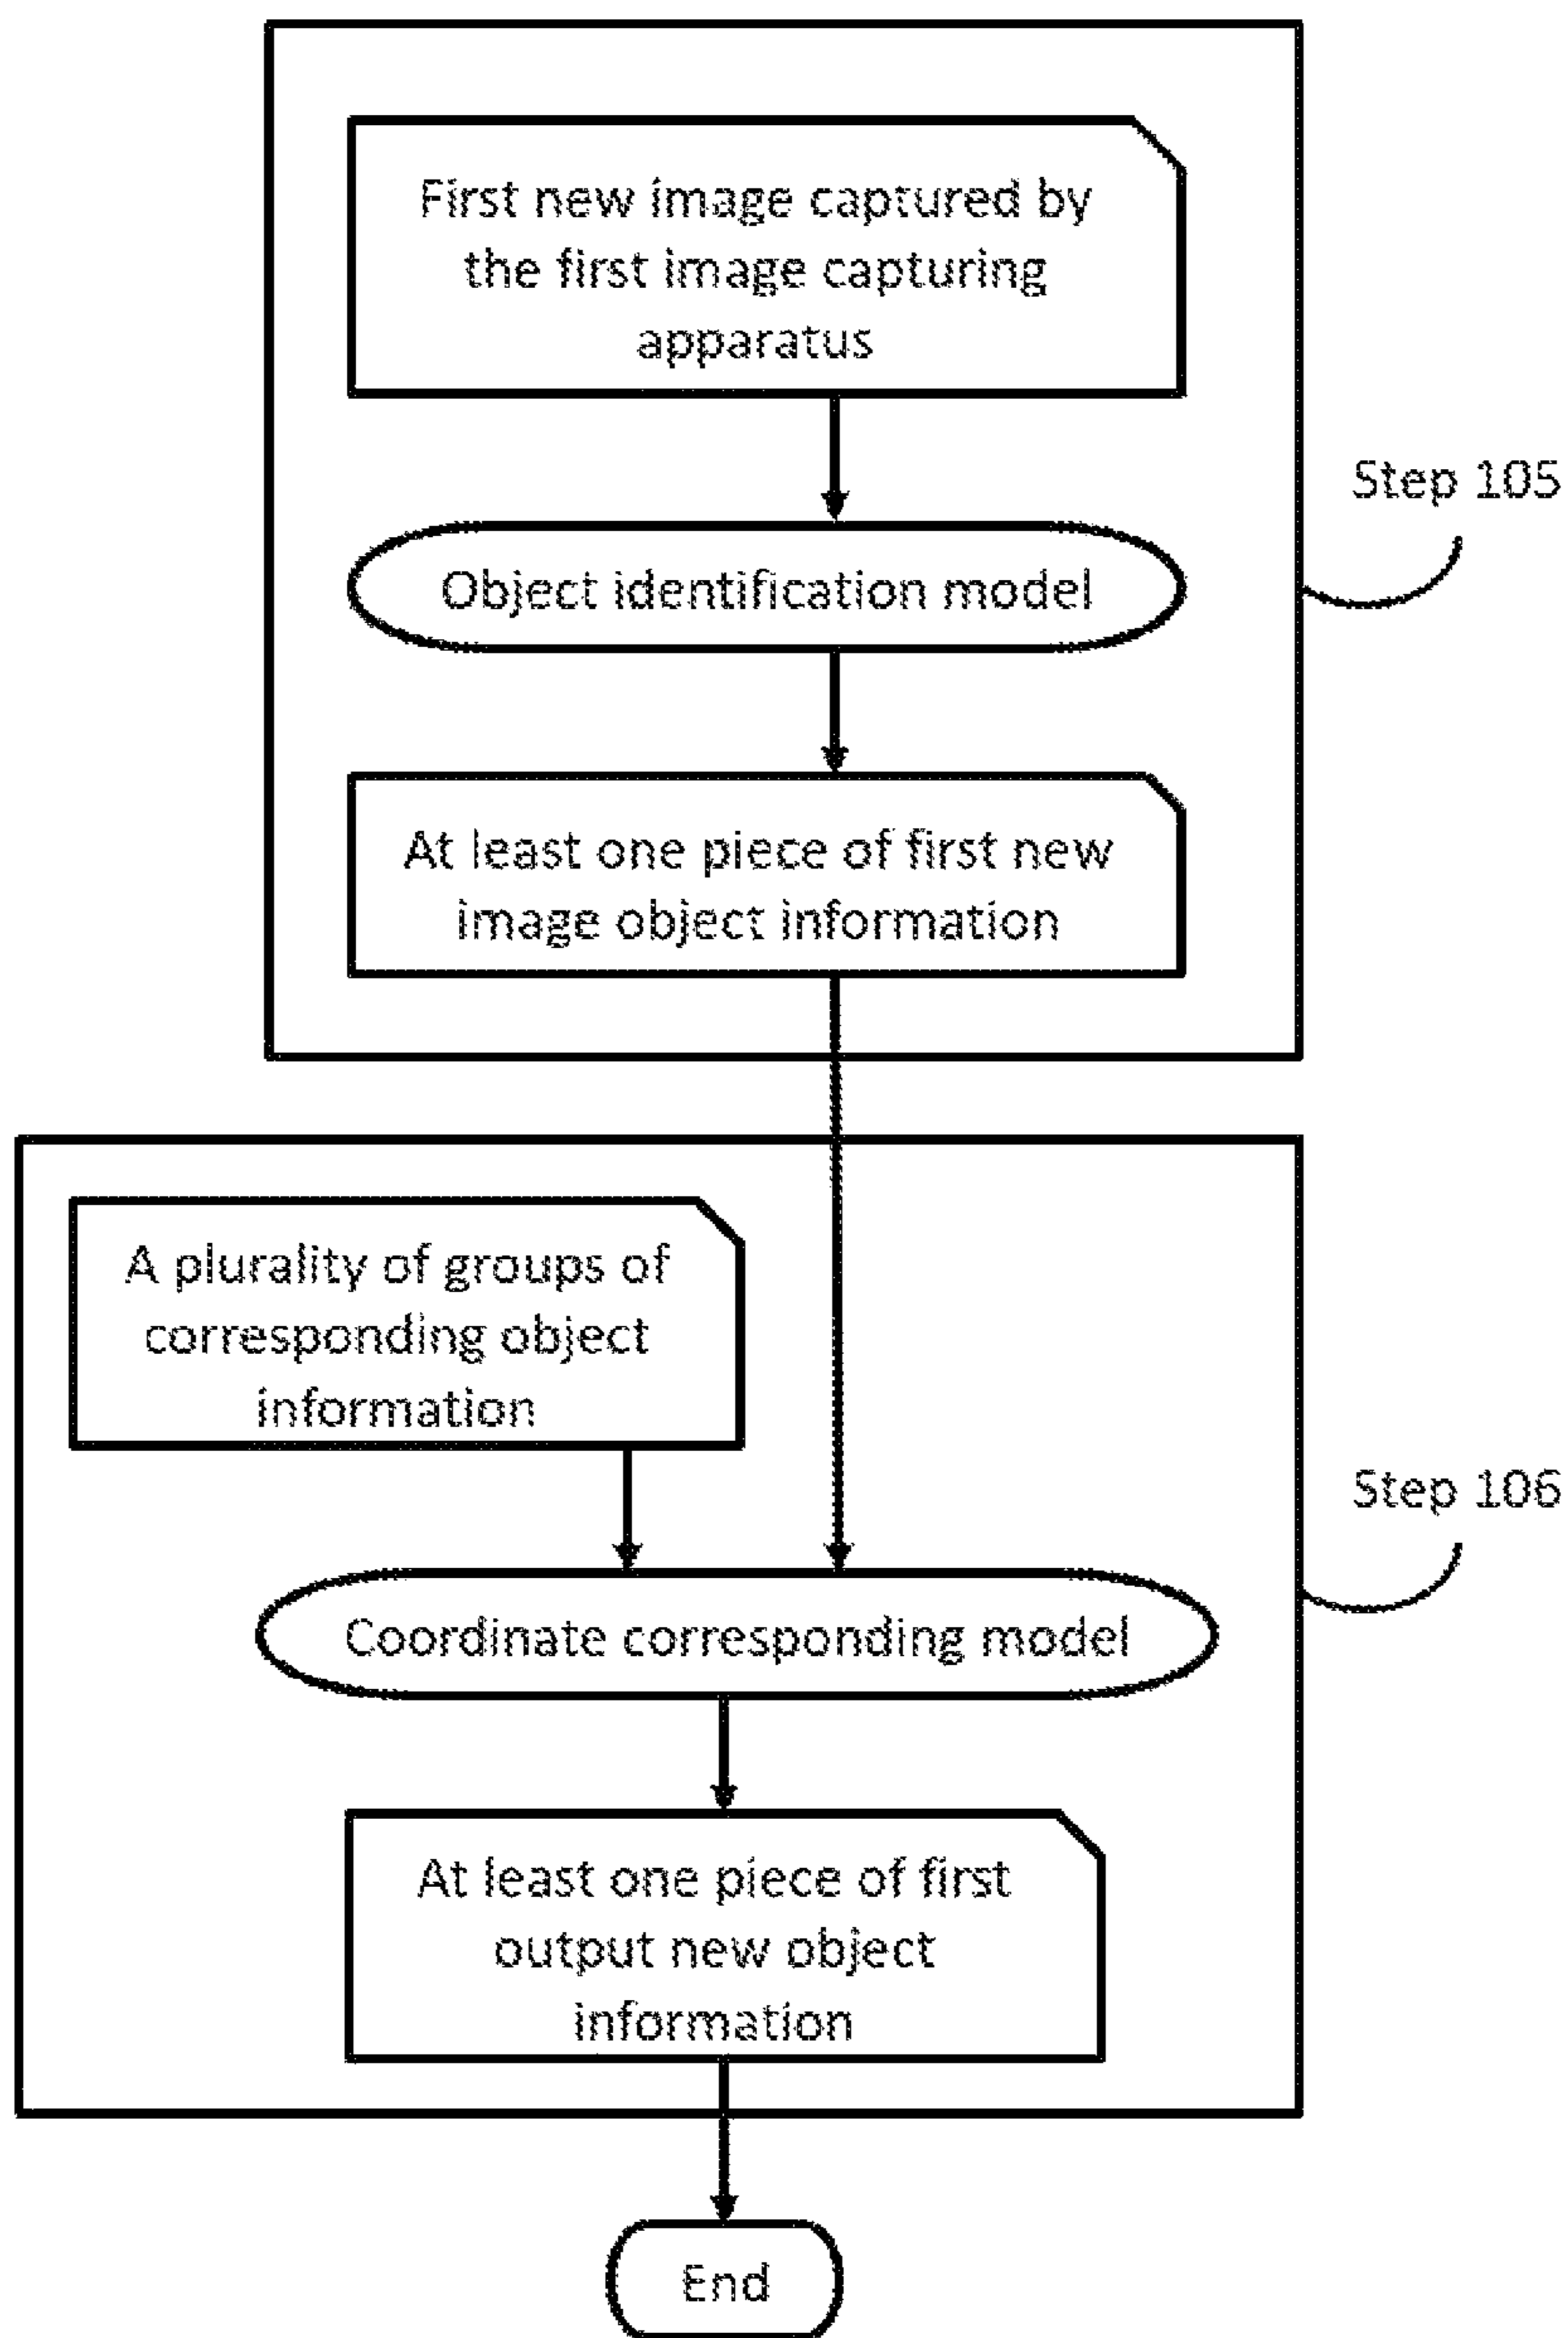 First new image captured by
the first image capturing
apparatus
Step 105
Object identification model
At least one piece of first new
image object information
A plurality of groups of
corresponding object
information
Step 106
Coordinate corresponding model
At least one piece of first
output new object
information
End